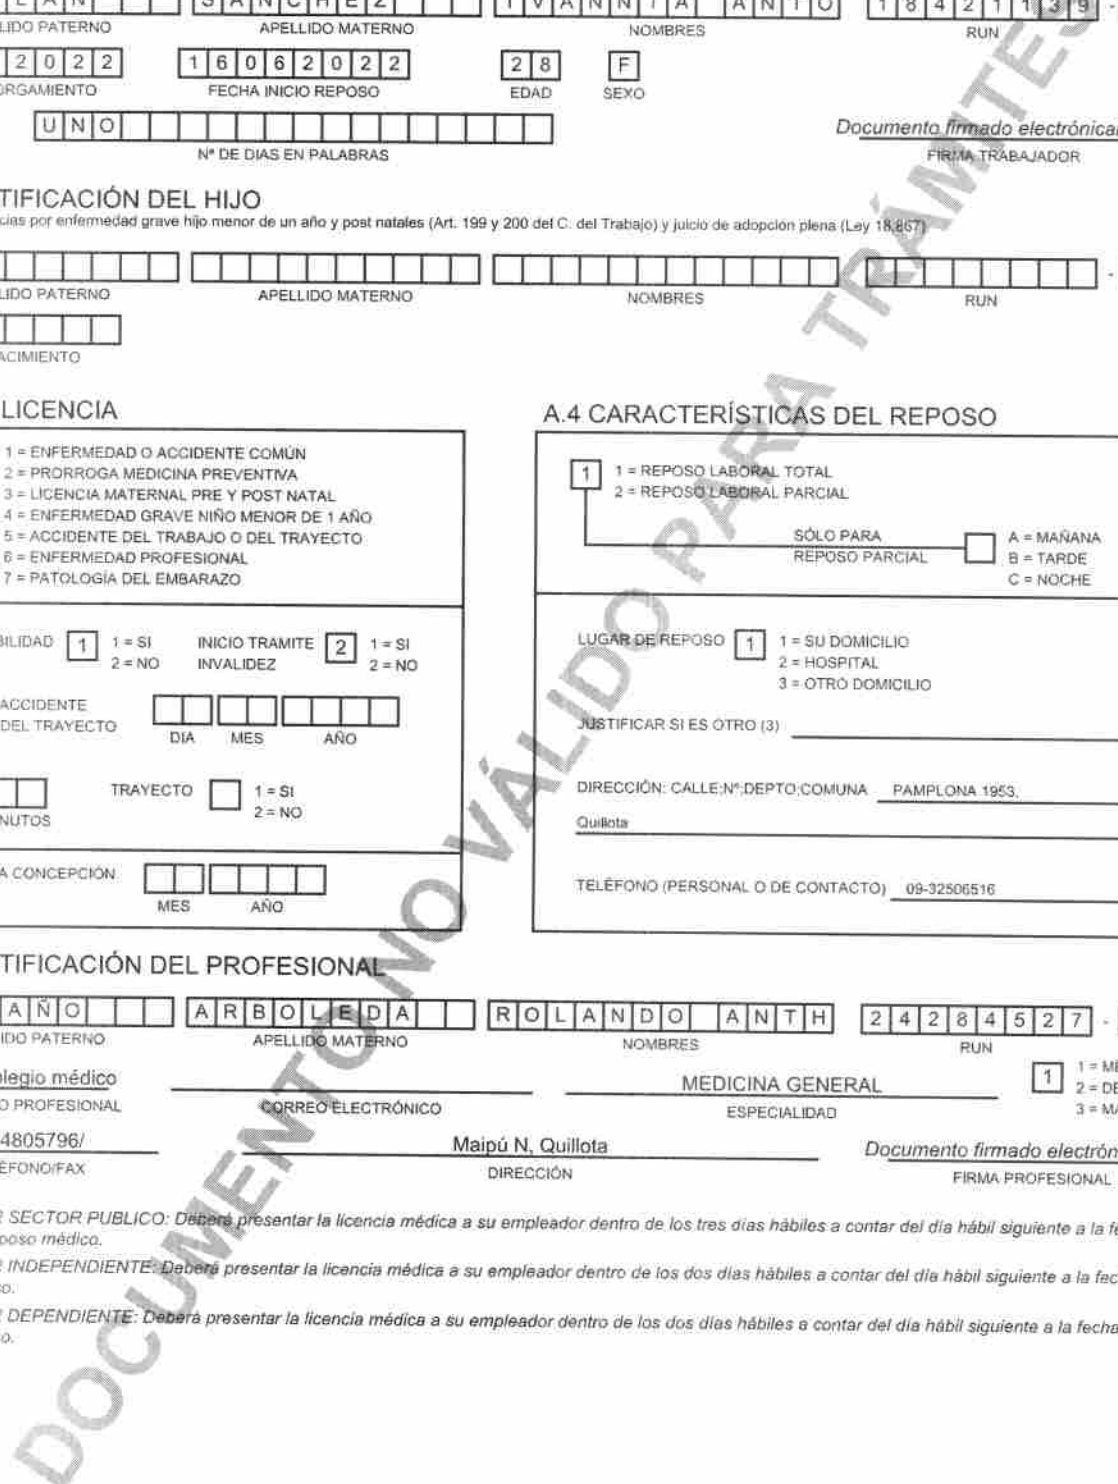 SANCHEZ IVANNIA ANTO 18421139 -
LIDO PATERNO APELLIDO MATERNO NOMBRES RUN
2022 16062022 28 F
ORGAMIENTO FECHA INICIO REPOSO EDAD SEXO
UNO Documento firmado electrónica
Nº DE DIAS EN PALABRAS FIRMA TRABAJADOR
TIFICACIÓN DEL HIJO
cias por enfermedad grave hijo menor de un año y post natales (Art. 199 y 200 del C. del Trabajo) y juicio de adopción plena (Ley 18.867)
LIDO PATERNO APELLIDO MATERNO NOMBRES RUN
ACIMIENTO
LICENCIA
1 = ENFERMEDAD O ACCIDENTE COMÚN
2 = PRORROGA MEDICINA PREVENTIVA
3 = LICENCIA MATERNAL PRE Y POST NATAL
4 = ENFERMEDAD GRAVE NIÑO MENOR DE 1 AÑO
5 = ACCIDENTE DEL TRABAJO O DEL TRAYECTO
6 = ENFERMEDAD PROFESIONAL
7 = PATOLOGÍA DEL EMBARAZO
BILIDAD 1 1 = SI INICIO TRAMITE 2 1 = SI
2 = NO INVALIDEZ 2 = NO
ACCIDENTE
DEL TRAYECTO
DIA MES AÑO
TRAYECTO 1 = SI
2 = NO
NUTOS
A CONCEPCIÓN
MES AÑO
A.4 CARACTERÍSTICAS DEL REPOSO
1 1 = REPOSO LABORAL TOTAL
2 = REPOSO LABORAL PARCIAL
SÓLO PARA A = MAÑANA
REPOSO PARCIAL B = TARDE
C = NOCHE
LUGAR DE REPOSO 1 1 = SU DOMICILIO
2 = HOSPITAL
3 = OTRO DOMICILIO
JUSTIFICAR SI ES OTRO (3)
DIRECCIÓN: CALLE;Nº;DEPTO;COMUNA PAMPLONA 1953,
Quillota
TELÉFONO (PERSONAL O DE CONTACTO) 09-32506516
TIFICACIÓN DEL PROFESIONAL
AÑO ARBOLEDA ROLANDO ANTH 24284527 -
IDO PATERNO APELLIDO MATERNO NOMBRES RUN
legio médico MEDICINA GENERAL 1 1 = M
O PROFESIONAL CORREO ELECTRÓNICO ESPECIALIDAD 2 = DE
3 = MA
4805796/ Maipú N, Quillota Documento firmado electrón
ÉFONO/FAX DIRECCIÓN FIRMA PROFESIONAL
R SECTOR PUBLICO: Deberá presentar la licencia médica a su empleador dentro de los tres días hábiles a contar del día hábil siguiente a la fe
poso médico.
R INDEPENDIENTE: Deberá presentar la licencia médica a su empleador dentro de los dos días hábiles a contar del día hábil siguiente a la fec
so.
R DEPENDIENTE: Deberá presentar la licencia médica a su empleador dentro de los dos días hábiles a contar del día hábil siguiente a la fecha
o.
DOCUMENTO NO VÁLIDO PARA TRÁMITES